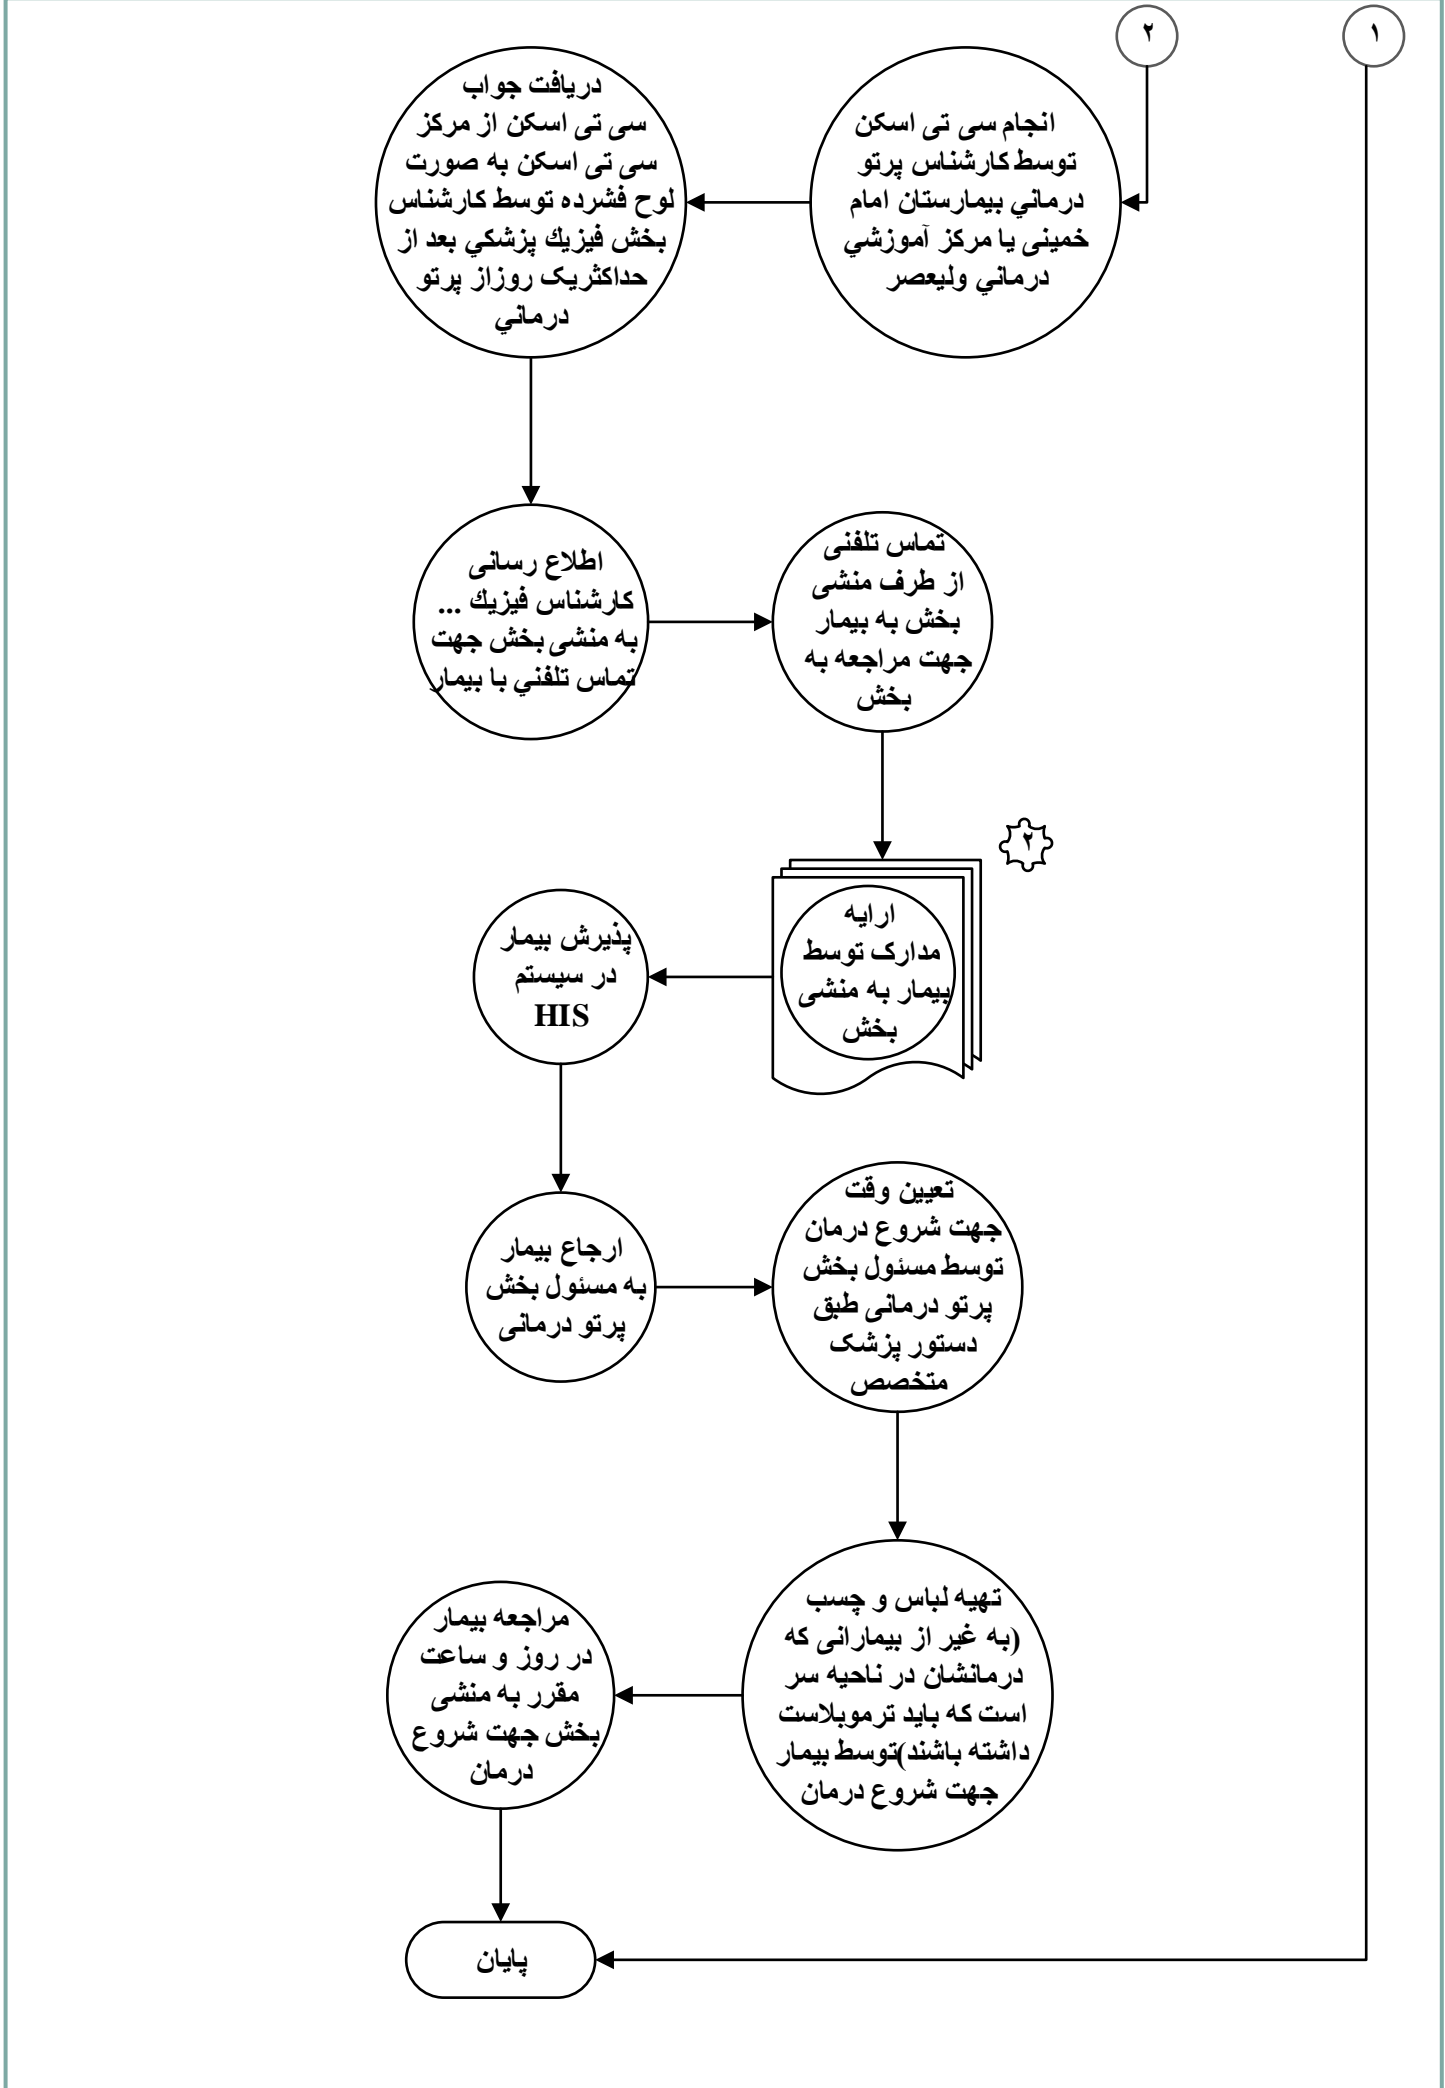 ۱
۲
انجام سی تی اسکن
توسط کارشناس پرتو
درماني بيمارستان امام
خمينی يا مرکز آموزشي
درماني وليعصر
دریافت جواب
سی تی اسکن از مرکز
سی تی اسکن به صورت
لوح فشرده توسط کارشناس
بخش فيزيك پزشكي بعد از
حداکثریک روزاز پرتو
درماني
اطلاع رسانی
کارشناس فيزيك ...
به منشی بخش جهت
تماس تلفني با بيمار
تماس تلفنی
از طرف منشی
بخش به بیمار
جهت مراجعه به
بخش
۲
ارایه
مدارک توسط
بیمار به منشی
بخش
پذیرش بیمار
در سیستم
HIS
ارجاع بیمار
به مسئول بخش
پرتو درمانی
تعیین وقت
جهت شروع درمان
توسط مسئول بخش
پرتو درمانی طبق
دستور پزشک
متخصص
تهیه لباس و چسب
(به غیر از بیمارانی که
درمانشان در ناحیه سر
است که باید ترموبلاست
داشته باشند)توسط بیمار
جهت شروع درمان
مراجعه بیمار
در روز و ساعت
مقرر به منشی
بخش جهت شروع
درمان
پایان